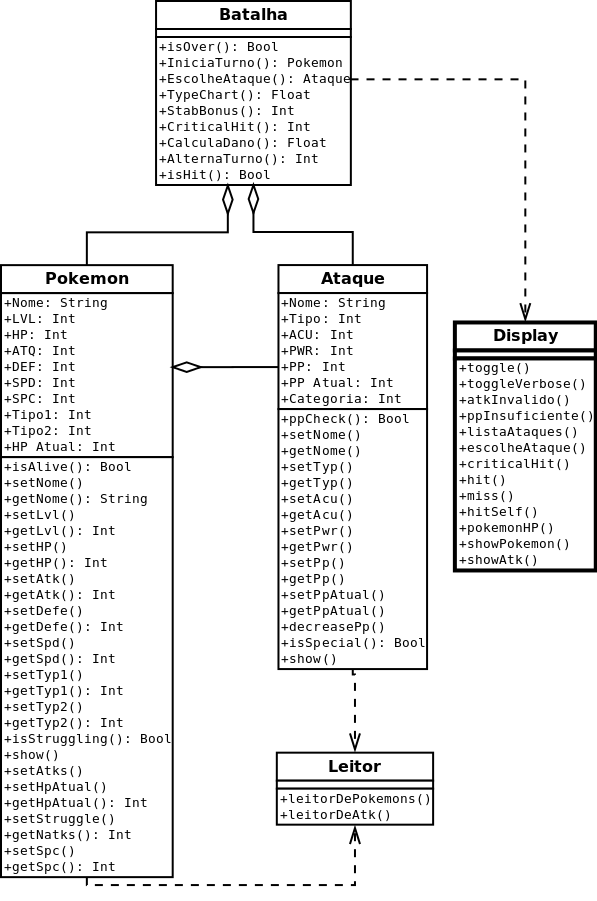 Batalha
+isOver(): Bool
+IniciaTurno(): Pokemon
+EscolheAtaque(): Ataque
+TypeChart(): Float
+StabBonus(): Int
+CriticalHit(): Int
+CalculaDano(): Float
+AlternaTurno(): Int
+isHit(): Bool
Pokemon
+Nome: String
+LVL: Int
+HP: Int
+ATQ: Int
+DEF: Int
+SPD: Int
+SPC: Int
+Tipo1: Int
+Tipo2: Int
+HP Atual: Int
+isAlive(): Bool
+setNome()
+getNome(): String
+setLvl()
+getLvl(): Int
+setHP()
+getHP(): Int
+setAtk()
+getAtk(): Int
+setDefe()
+getDefe(): Int
+setSpd()
+getSpd(): Int
+setTyp1()
+getTyp1(): Int
+setTyp2()
+getTyp2(): Int
+isStruggling(): Bool
+show()
+setAtks()
+setHpAtual()
+getHpAtual(): Int
+setStruggle()
+getNatks(): Int
+setSpc()
+getSpc(): Int
Ataque
+Nome: String
+Tipo: Int
+ACU: Int
+PWR: Int
+PP: Int
+PP Atual: Int
+Categoria: Int
+ppCheck(): Bool
+setNome()
+getNome()
+setTyp()
+getTyp()
+setAcu()
+getAcu()
+setPwr()
+getPwr()
+setPp()
+getPp()
+setPpAtual()
+getPpAtual()
+decreasePp()
+isSpecial(): Bool
+show()
Display
+toggle()
+toggleVerbose()
+atkInvalido()
+ppInsuficiente()
+listaAtaques()
+escolheAtaque()
+criticalHit()
+hit()
+miss()
+hitSelf()
+pokemonHP()
+showPokemon()
+showAtk()
Leitor
+leitorDePokemons()
+leitorDeAtk()